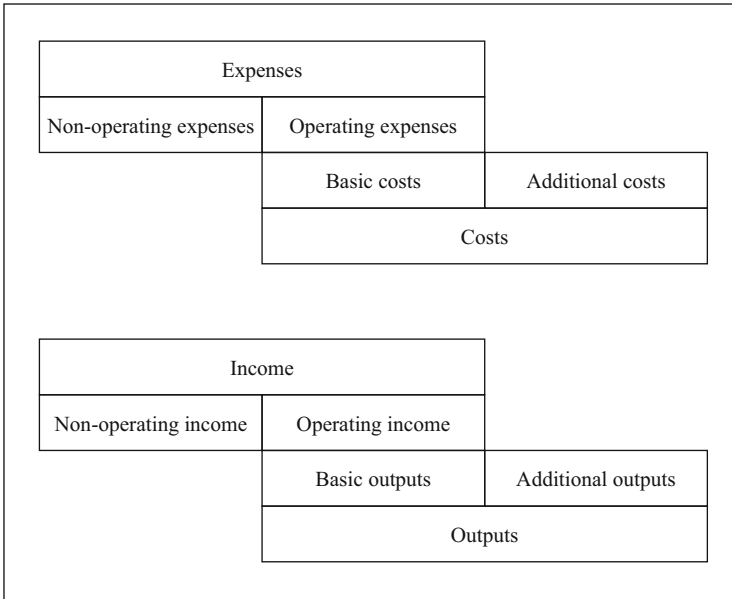 Expenses
Non-operating expenses Operating expenses
Basic costs Additional costs
Costs
Income
Non-operating income Operating income
Basic outputs Additional outputs
Outputs